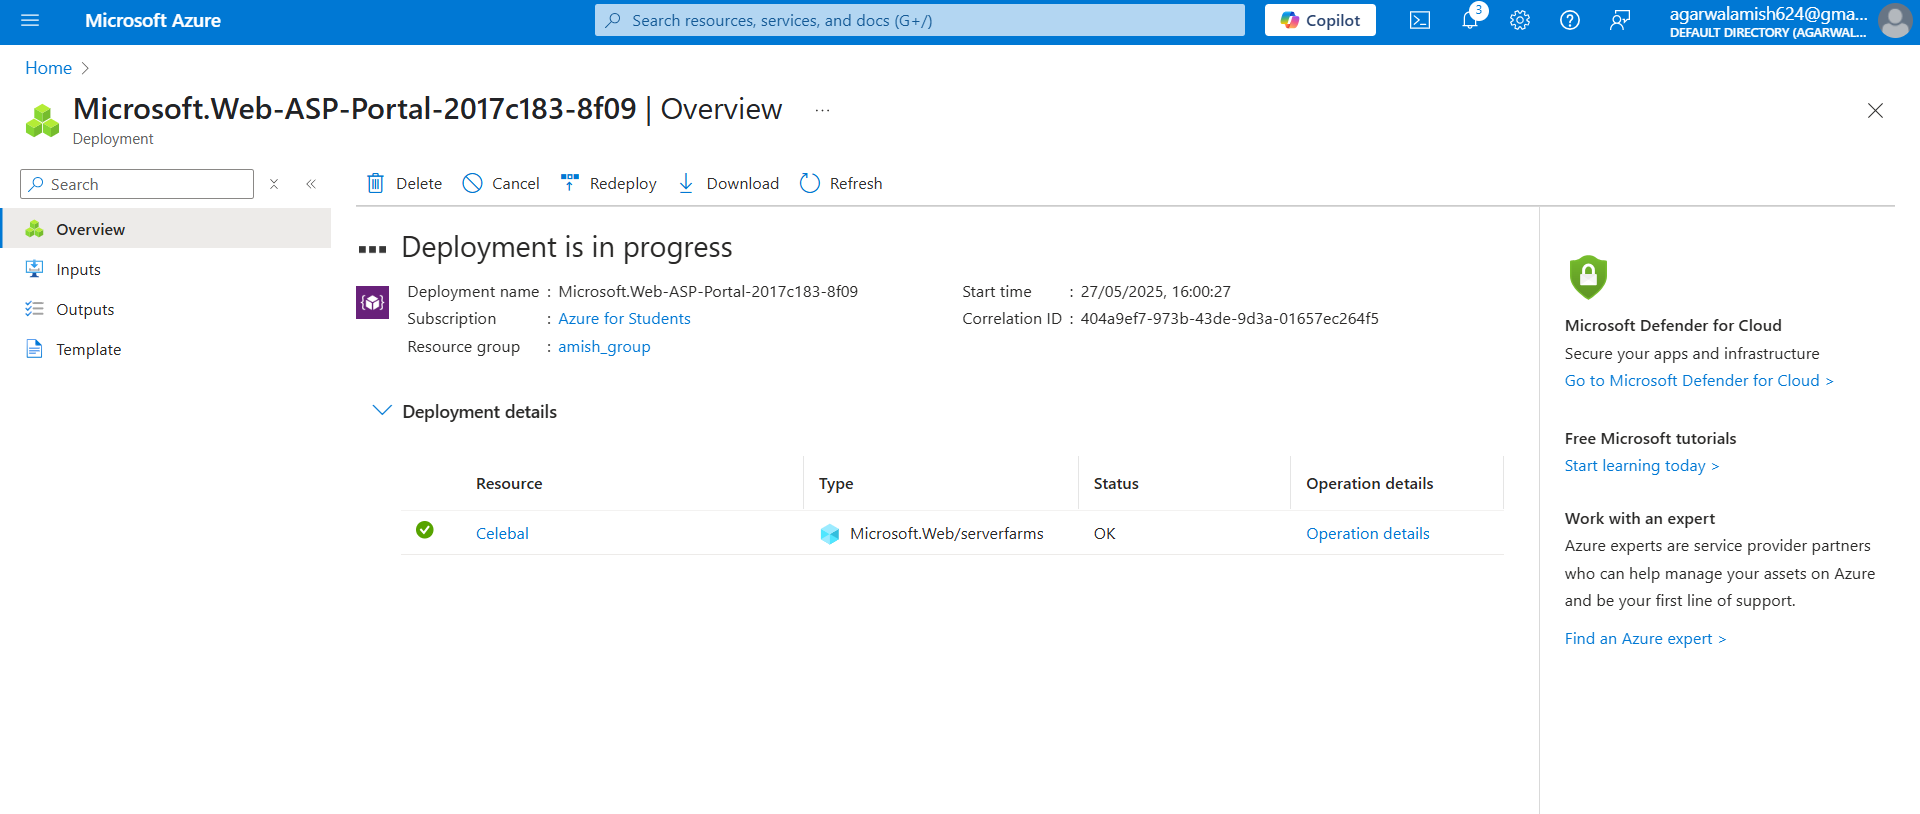 Microsoft Azure
Search resources, services, and docs (G+/)
Copilot
3
agarwalamish624@gma...
DEFAULT DIRECTORY (AGARWAL...
Home
Microsoft.Web-ASP-Portal-2017c183-8f09 | Overview ...
Deployment
Search
Delete Cancel Redeploy Download Refresh
Overview
Inputs
Outputs
Template
Deployment is in progress
Deployment name : Microsoft.Web-ASP-Portal-2017c183-8f09
Subscription : Azure for Students
Resource group : amish_group
Start time : 27/05/2025, 16:00:27
Correlation ID : 404a9ef7-973b-43de-9d3a-01657ec264f5
Deployment details
Resource Type Status Operation details
Celebal Microsoft.Web/serverfarms OK Operation details
Microsoft Defender for Cloud
Secure your apps and infrastructure
Go to Microsoft Defender for Cloud >
Free Microsoft tutorials
Start learning today >
Work with an expert
Azure experts are service provider partners
who can help manage your assets on Azure
and be your first line of support.
Find an Azure expert >